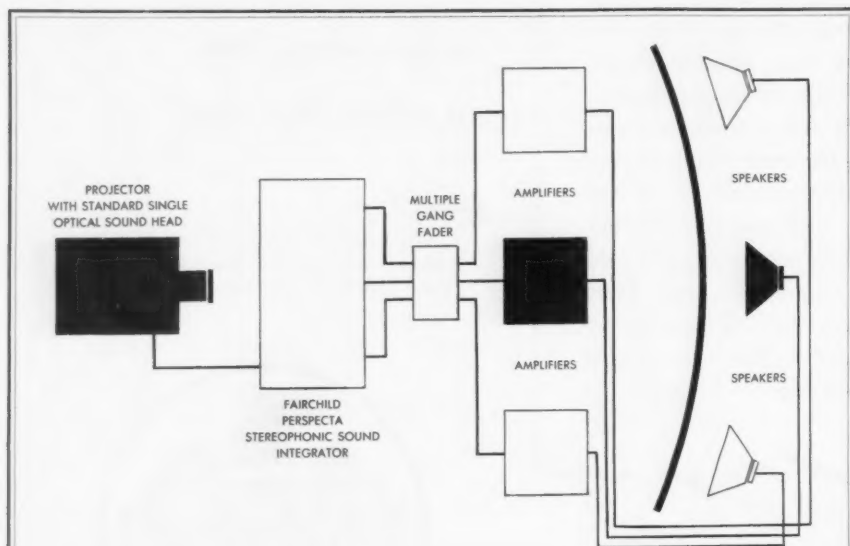 PROJECTOR
WITH STANDARD SINGLE
OPTICAL SOUND HEAD
FAIRCHILD
PERSPECTA
STEREOPHONIC SOUND
INTEGRATOR
MULTIPLE
GANG
FADER
AMPLIFIERS
AMPLIFIERS
SPEAKERS
SPEAKERS